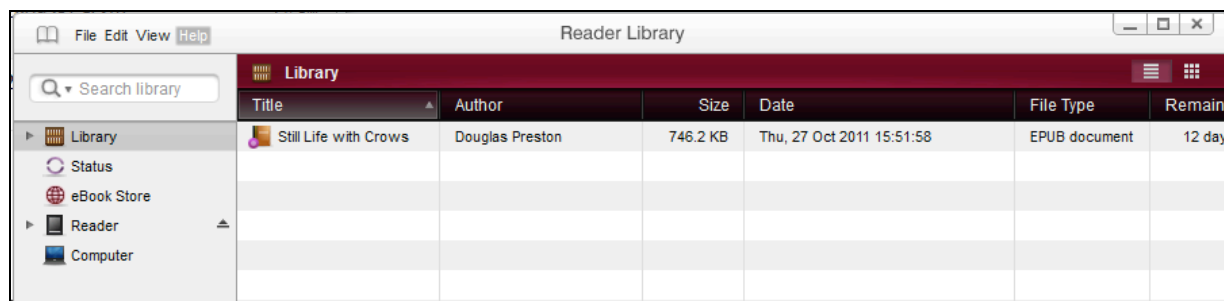 File Edit View Help
Reader Library
Search library
Library
Title Author Size Date File Type Remain
Still Life with Crows Douglas Preston 746.2 KB Thu, 27 Oct 2011 15:51:58 EPUB document 12 day
Library
Status
eBook Store
Reader
Computer